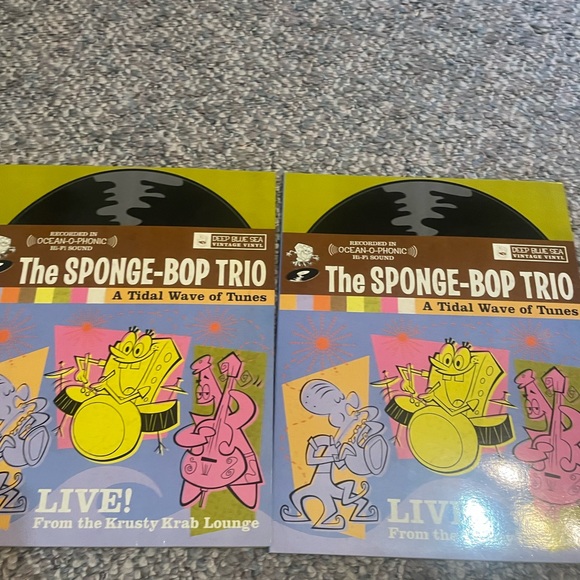 RECORDED IN
OCEAN-O-PHONIC
Hi-Fi SOUND
DEEP BLUE SEA
VINTAGE VINYL
The SPONGE-BOP TRIO
A Tidal Wave of Tunes
LIVE!
From the Krusty Krab Lounge
RECORDED IN
OCEAN-O-PHONIC
Hi-Fi SOUND
DEEP BLUE SEA
VINTAGE VINYL
The SPONGE-BOP TRIO
A Tidal Wave of Tunes
LIV
From the